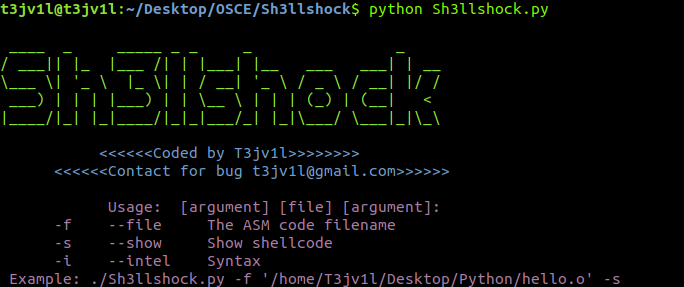 t3jv1l@t3jv1l:~/Desktop/OSCE/Sh3llshock$ python Sh3llshock.py
Sh3llshock
<<<<<<Coded by T3jv1l>>>>>>>>
<<<<<<Contact for bug t3jv1l@gmail.com>>>>>>
Usage:  [argument] [file] [argument]:
-f    --file     The ASM code filename
-s    --show     Show shellcode
-i    --intel    Syntax
Example: ./Sh3llshock.py -f '/home/T3jv1l/Desktop/Python/hello.o' -s